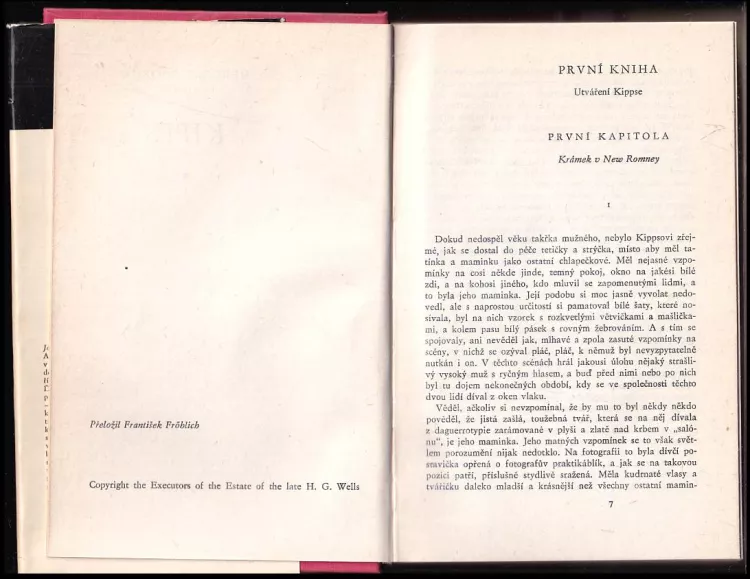 Přeložil František Fröhlich
Copyright the Executors of the Estate of the late H. G. Wells
PRVNÍ KNIHA
Utváření Kippse
PRVNÍ KAPITOLA
Krámek v New Romney
1
Dokud nedospěl věku takřka mužného, nebylo Kippsovi zřej-
mé, jak se dostal do péče tetičky a strýčka, místo aby měl ta-
tínka a maminku jako ostatní chlapečkové. Měl nejasné vzpo-
mínky na cosi někde jinde, temný pokoj, okno na jakési bílé
zdi, a na kohosi jiného, kdo mluvil se zapomenutými lidmi, a
to byla jeho maminka. Její podobu si moc jasně vyvolat nedo-
vedl, ale s naprostou určitostí si pamatoval bílé šaty, které no-
sívala, byl na nich vzorek s rozkvetlými větvičkami a mašlička-
mi, a kolem pasu bílý pásek s rovným žebrováním. A s tím se
spojovaly, ani nevěděl jak, mlhavé a zpola zasuté vzpomínky na
scény, v nichž se ozýval pláč, pláč, k němuž byl nevyzpytatelně
nutkán i on. V těchto scénách hrál jakousi úlohu nějaký strašli-
vý vysoký muž s ryčným hlasem, a buď před nimi nebo po nich
byl tu dojem nekonečných období, kdy se ve společnosti těchto
dvou lidí díval z oken vlaku.
Věděl, ačkoliv si nevzpomínal, že by mu to byl někdy někdo
pověděl, že jistá zašlá, toužebná tvář, která se na něj dívala
z daguerrotypie zarámované v plyši a zlatě nad krbem v „saló-
nu“, je jeho maminka. Jeho matných vzpomínek se to však svět-
lem porozumění nijak nedotklo. Na fotografii to byla dívčí po-
stavička opřená o fotografův praktikáblík, a jak se na takovou
pozici patří, příslušně stydlivě sražená. Měla kudrnaté vlasy a
tvářičku daleko mladší a krásnější než všechny ostatní mamin-
7